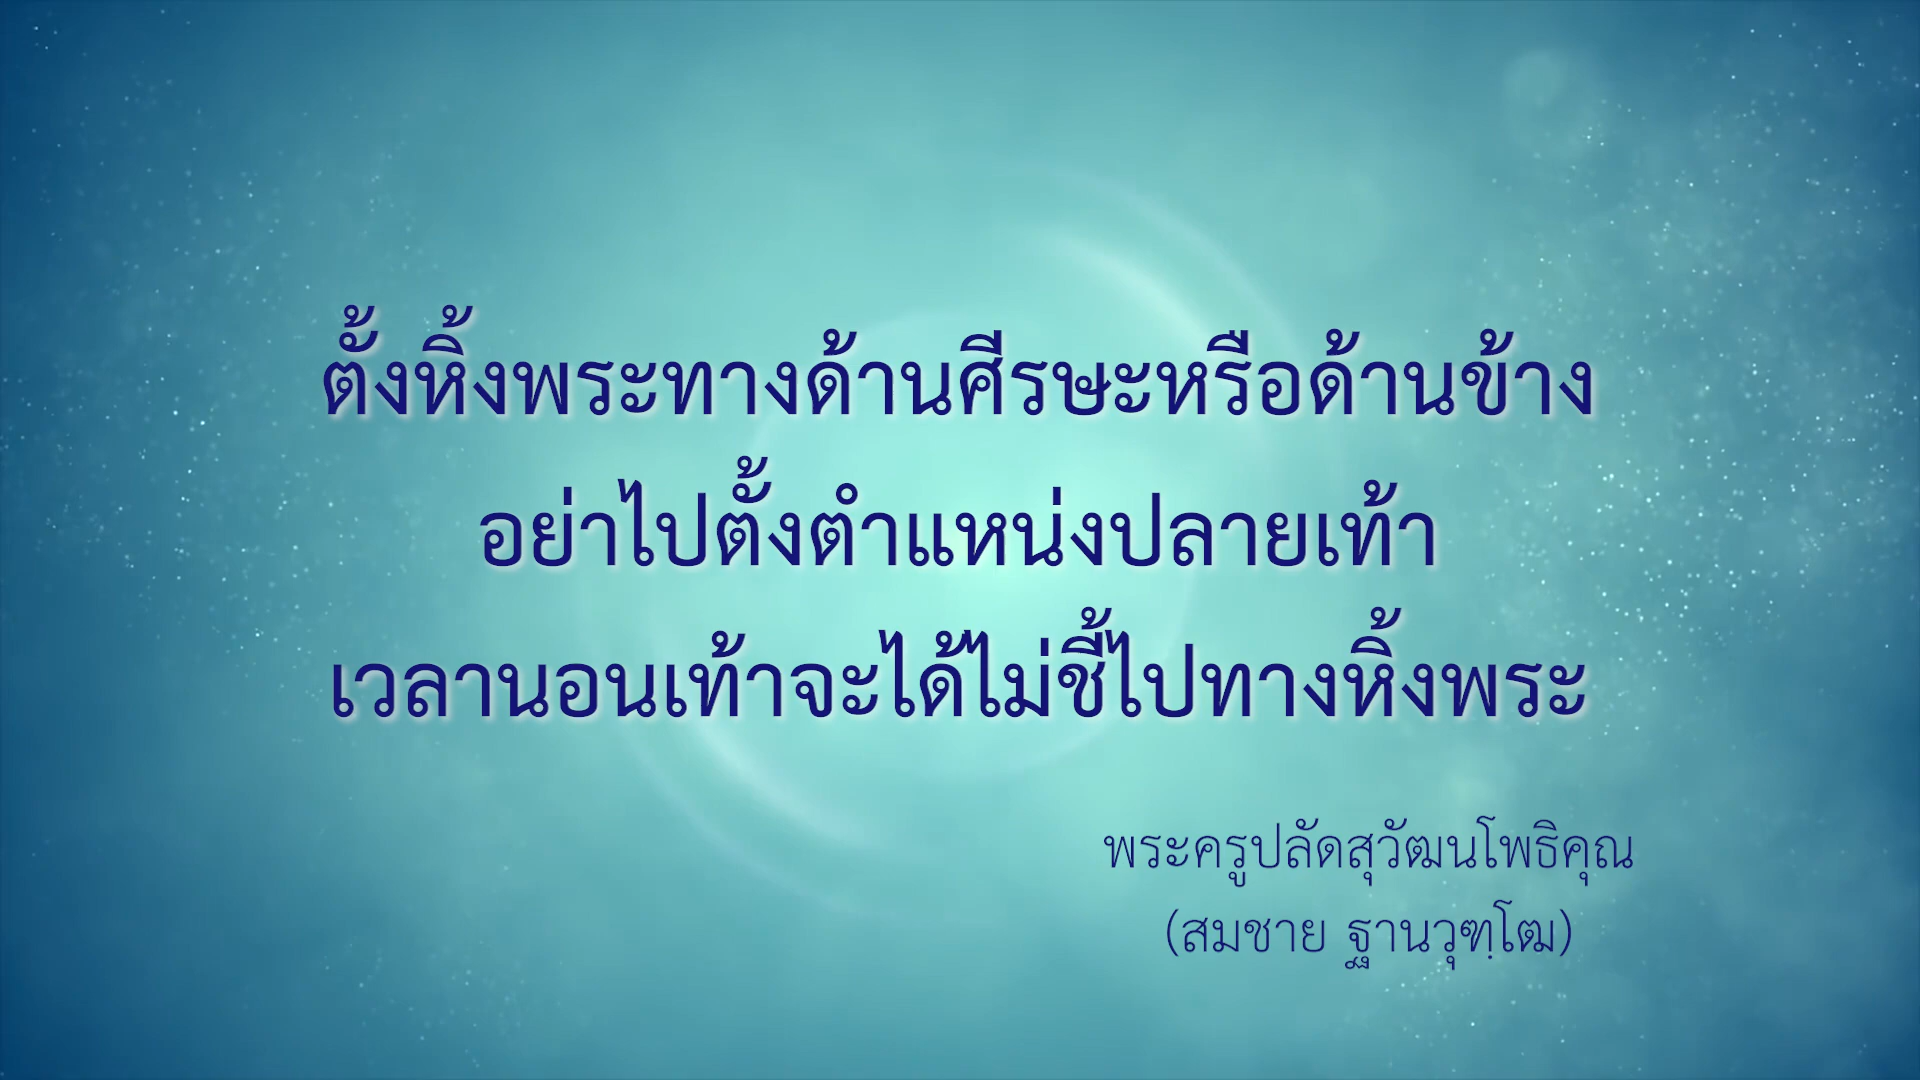 ตั้งหิ้งพระทางด้านศีรษะหรือด้านข้าง
อย่าไปตั้งตำแหน่งปลายเท้า
เวลานอนเท้าจะได้ไม่ชี้ไปทางหิ้งพระ
พระครูปลัดสุวัฒนโพธิคุณ
(สมชาย ฐานวุฑฺโฒ)